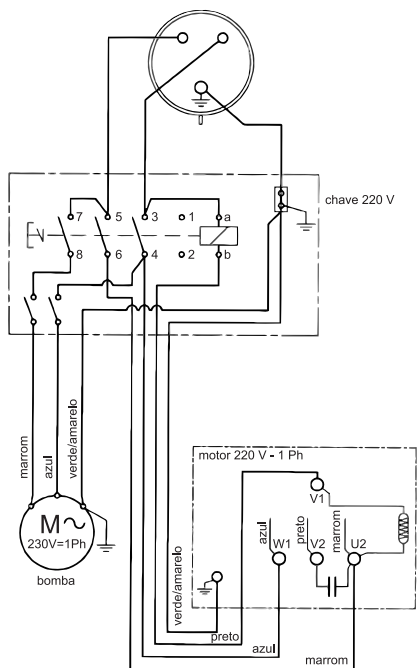 chave 220 V
7 5 3 1 a
8 6 4 2 b
marrom
azul
verde/amarelo
M
230V=1Ph
bomba
motor 220 V - 1 Ph
V1
azul
preto
marrom
W1 V2 U2
verde/amarelo
preto
azul
marrom